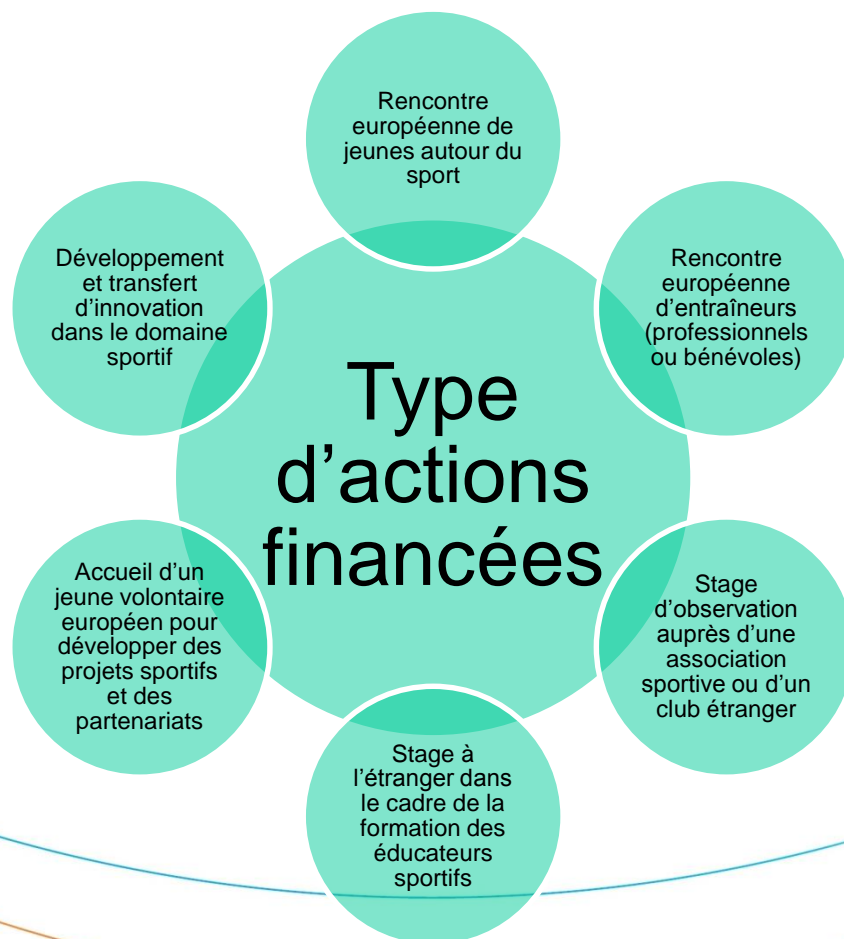 Rencontre
européenne de
jeunes autour du
sport
Rencontre
européenne
d’entraîneurs
(professionnels
ou bénévoles)
Stage
d’observation
auprès d’une
association
sportive ou d’un
club étranger
Stage à
l’étranger dans
le cadre de la
formation des
éducateurs
sportifs
Accueil d’un
jeune volontaire
européen pour
développer des
projets sportifs
et des
partenariats
Développement
et transfert
d’innovation
dans le domaine
sportif
Type
d’actions
financées